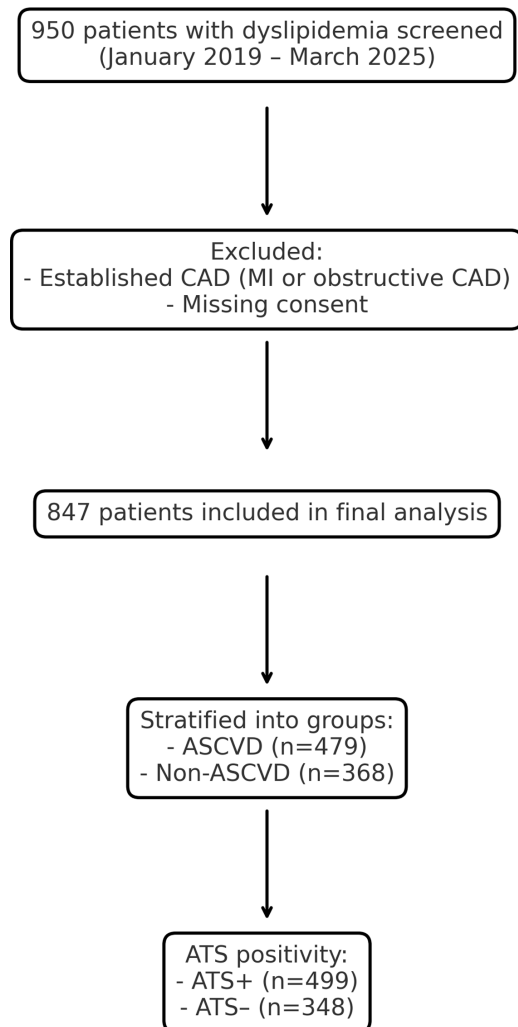 950 patients with dyslipidemia screened
(January 2019 – March 2025)
Excluded:
- Established CAD (MI or obstructive CAD)
- Missing consent
847 patients included in final analysis
Stratified into groups:
- ASCVD (n=479)
- Non-ASCVD (n=368)
ATS positivity:
- ATS+ (n=499)
- ATS– (n=348)